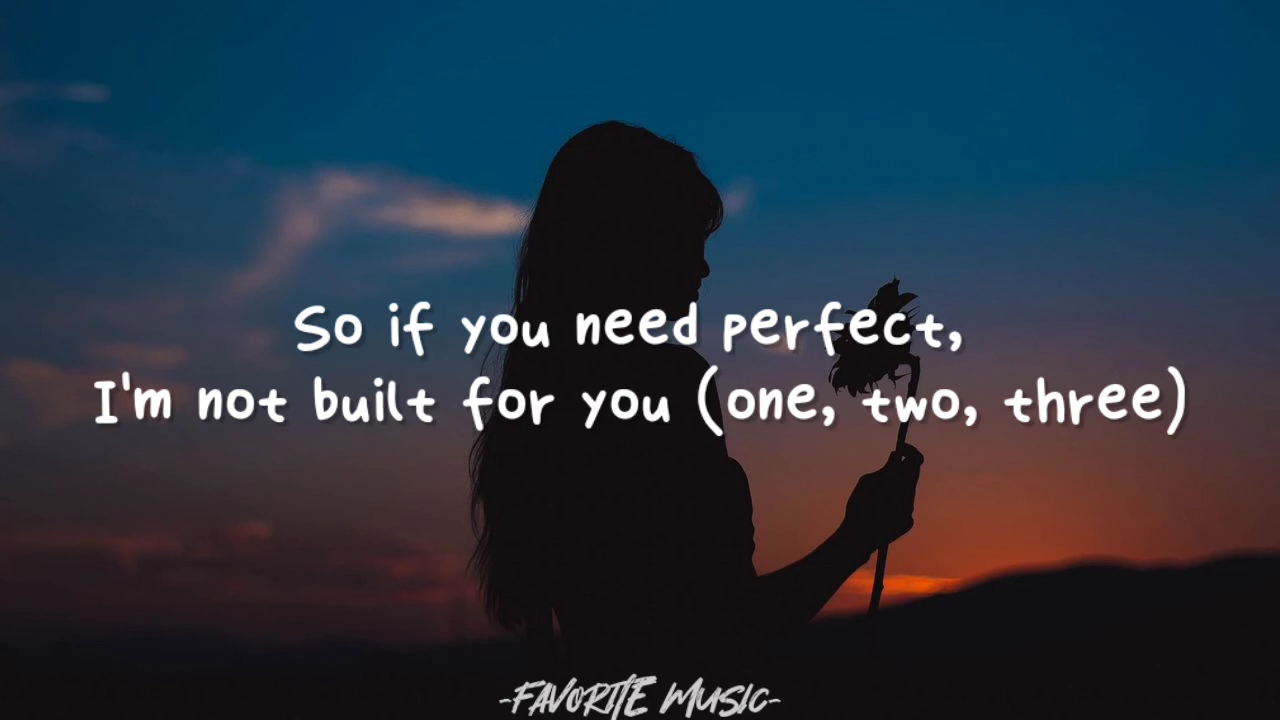 So if you need perfect,
I'm not built for you (one, two, three)
-FAVORITE MUSIC-